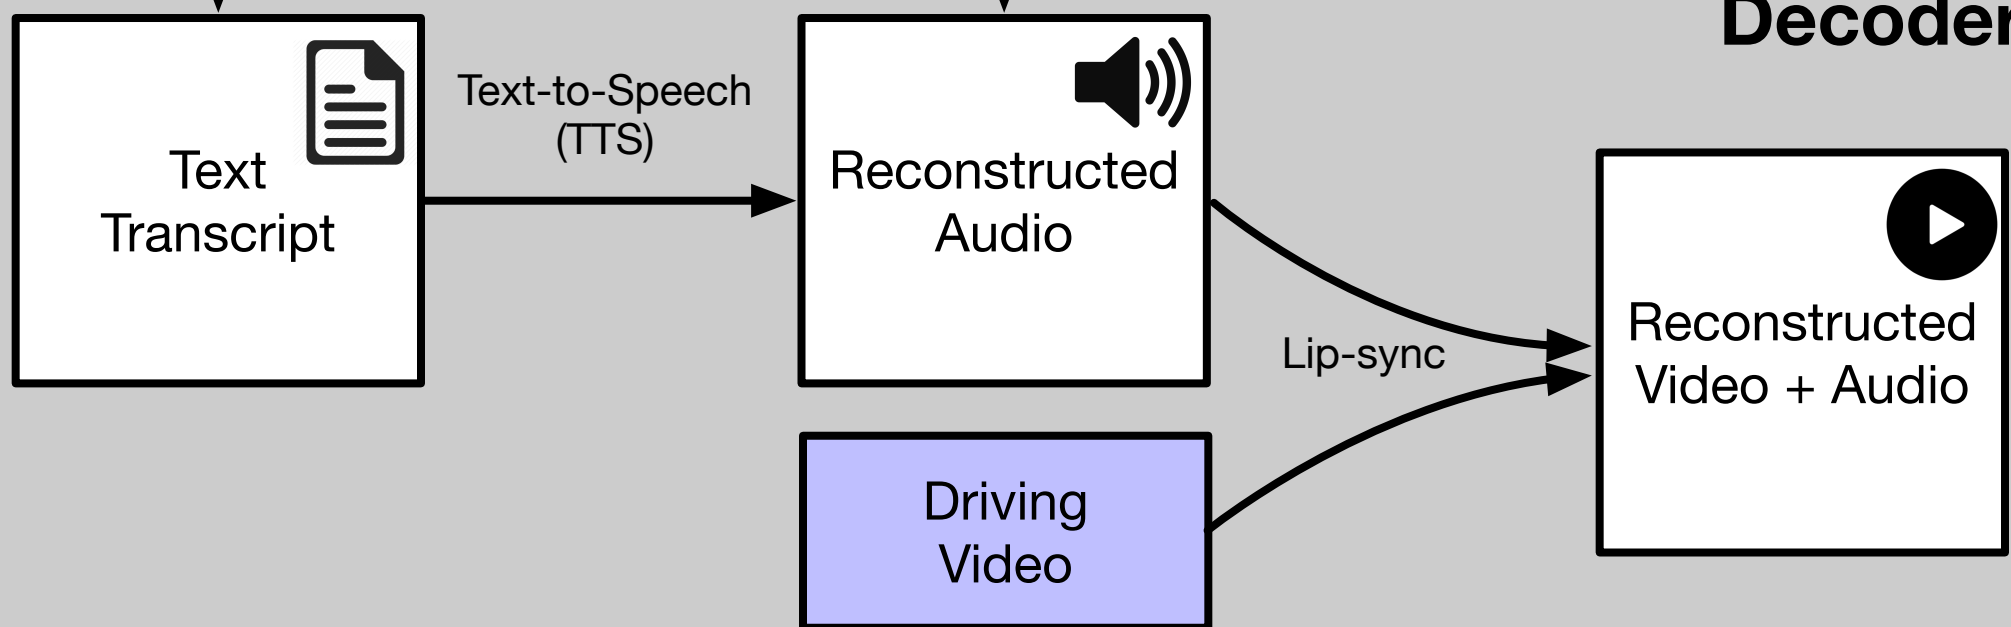 Decoder
Text
Transcript
Text-to-Speech
(TTS)
Reconstructed
Audio
Lip-sync
Driving
Video
Reconstructed
Video + Audio